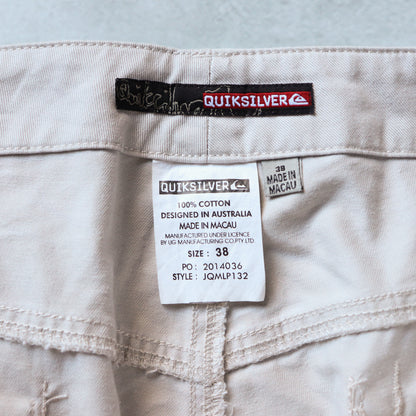 QUIKSILVER
QUIKSILVER
100% COTTON
DESIGNED IN AUSTRALIA
MADE IN MACAU
MANUFACTURED UNDER LICENCE
BY UG MANUFACTURING CO.PTY LTD.
SIZE : 38
PO : 2014036
STYLE : JQMLP132
38
MADE IN
MACAU